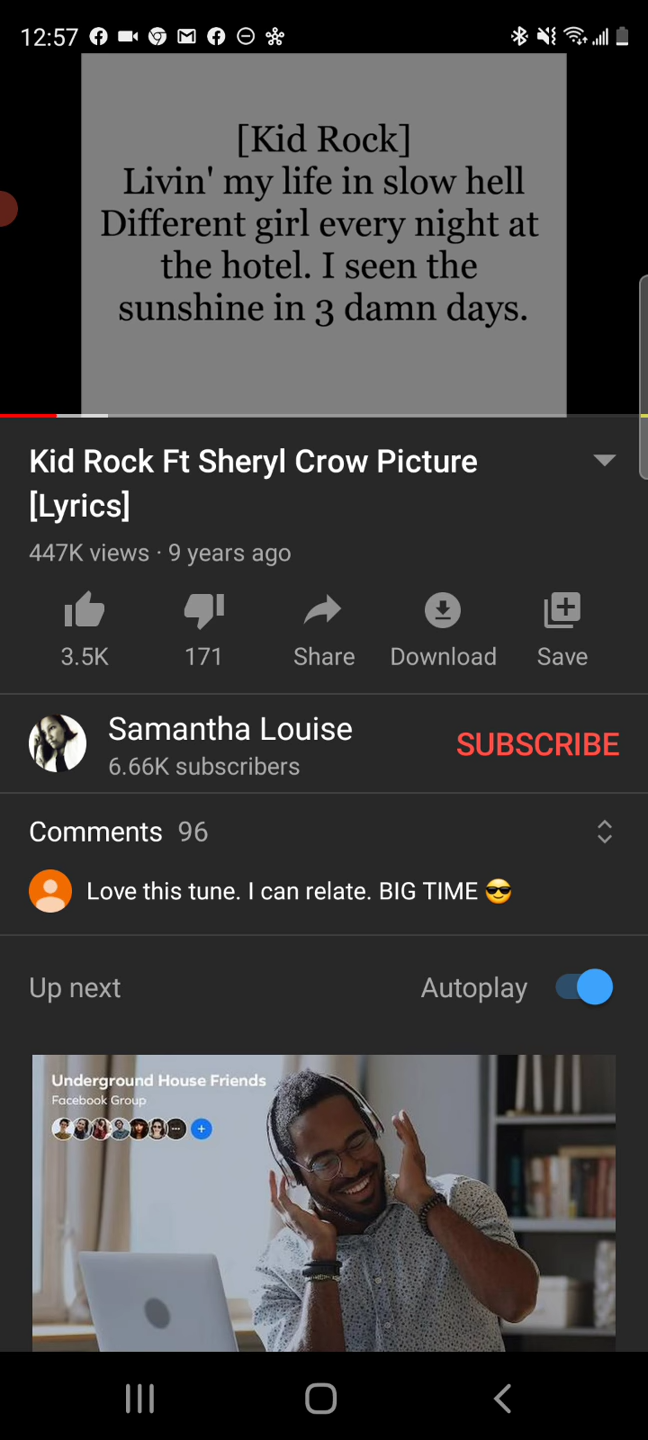 12:57
[Kid Rock]
Livin' my life in slow hell
Different girl every night at
the hotel. I seen the
sunshine in 3 damn days.
Kid Rock Ft Sheryl Crow Picture
[Lyrics]
447K views · 9 years ago
3.5K 171 Share Download Save
Samantha Louise
6.66K subscribers
SUBSCRIBE
Comments 96
Love this tune. I can relate. BIG TIME 😎
Up next Autoplay
Underground House Friends
Facebook Group